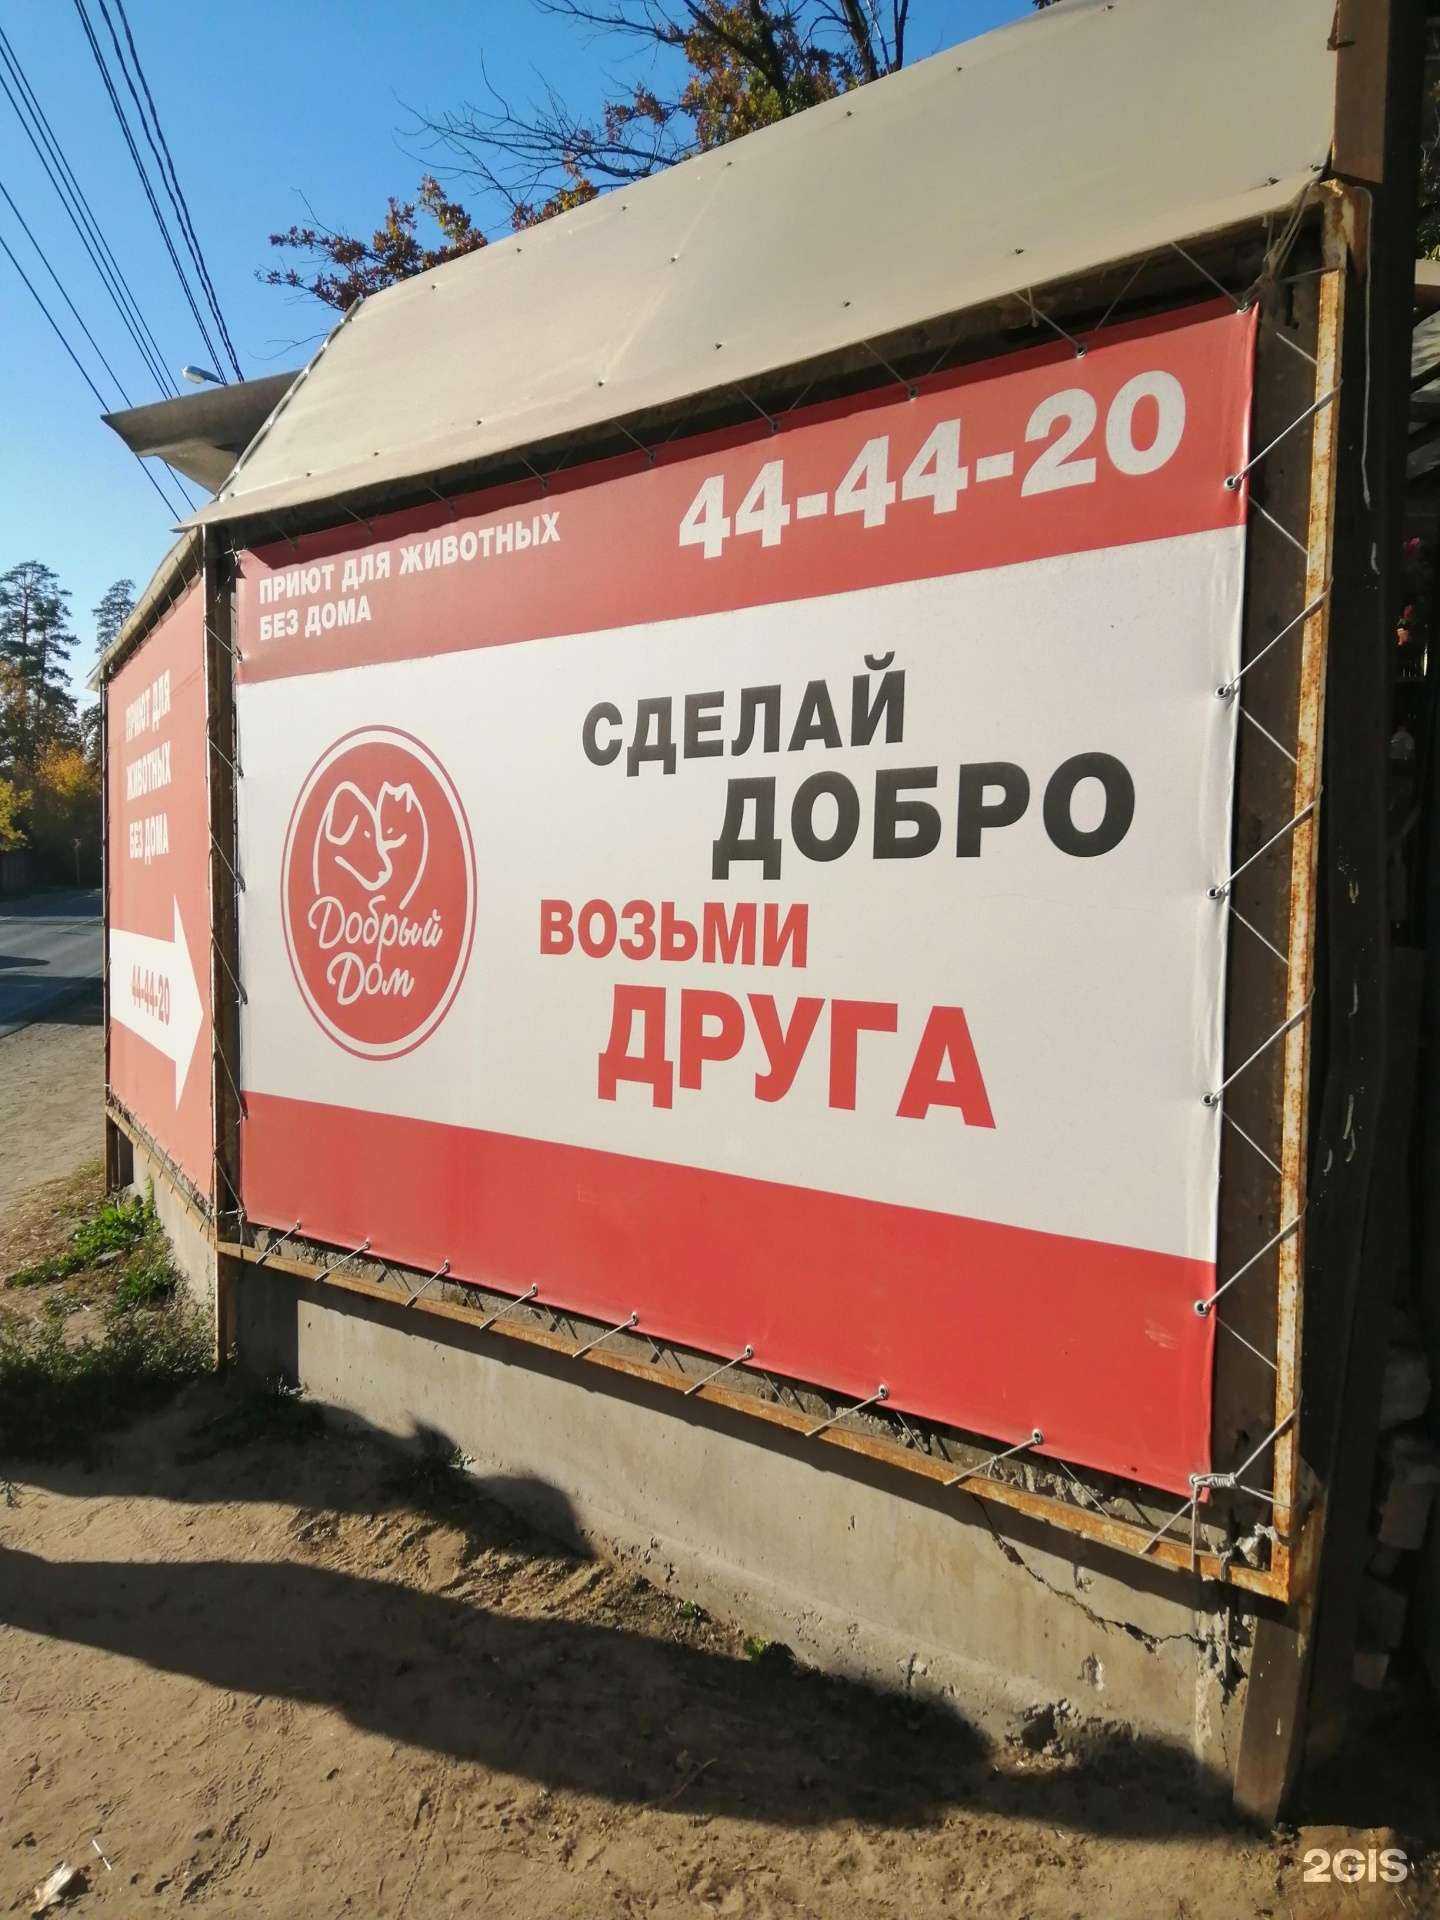 ПРИЮТ ДЛЯ ЖИВОТНЫХ
БЕЗ ДОМА
44-44-20
СДЕЛАЙ
ДОБРО
ВОЗЬМИ
ДРУГА
Добрый
Дом
ПРИЮТ ДЛЯ
ЖИВОТНЫХ
БЕЗ ДОМА
44-44-20
2GIS